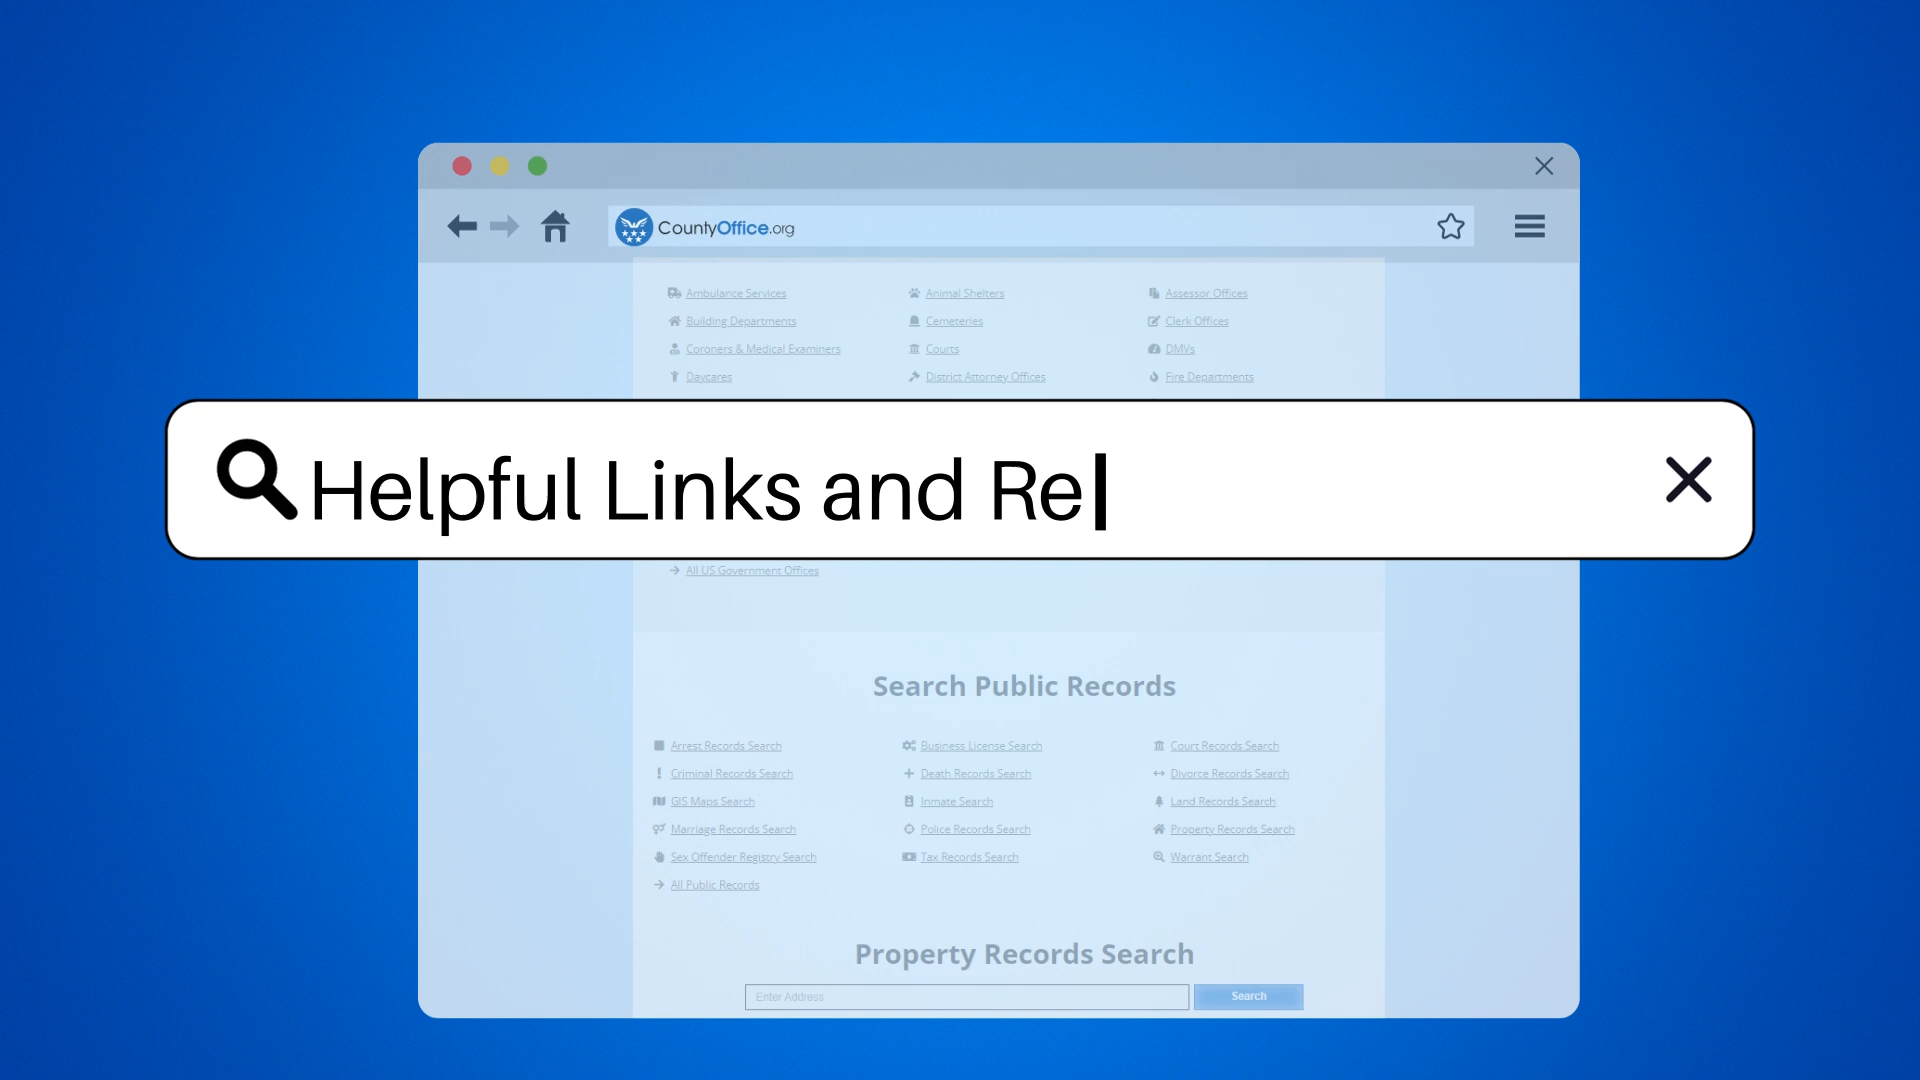 CountyOffice.org
Ambulance Services Animal Shelters Assessor Offices
Building Departments Cemeteries Clerk Offices
Coroners & Medical Examiners Courts DMVs
Daycares District Attorney Offices Fire Departments
Helpful Links and Re
All US Government Offices
Search Public Records
Arrest Records Search Business License Search Court Records Search
Criminal Records Search Death Records Search Divorce Records Search
GIS Maps Search Inmate Search Land Records Search
Marriage Records Search Police Records Search Property Records Search
Sex Offender Registry Search Tax Records Search Warrant Search
All Public Records
Property Records Search
Enter Address Search